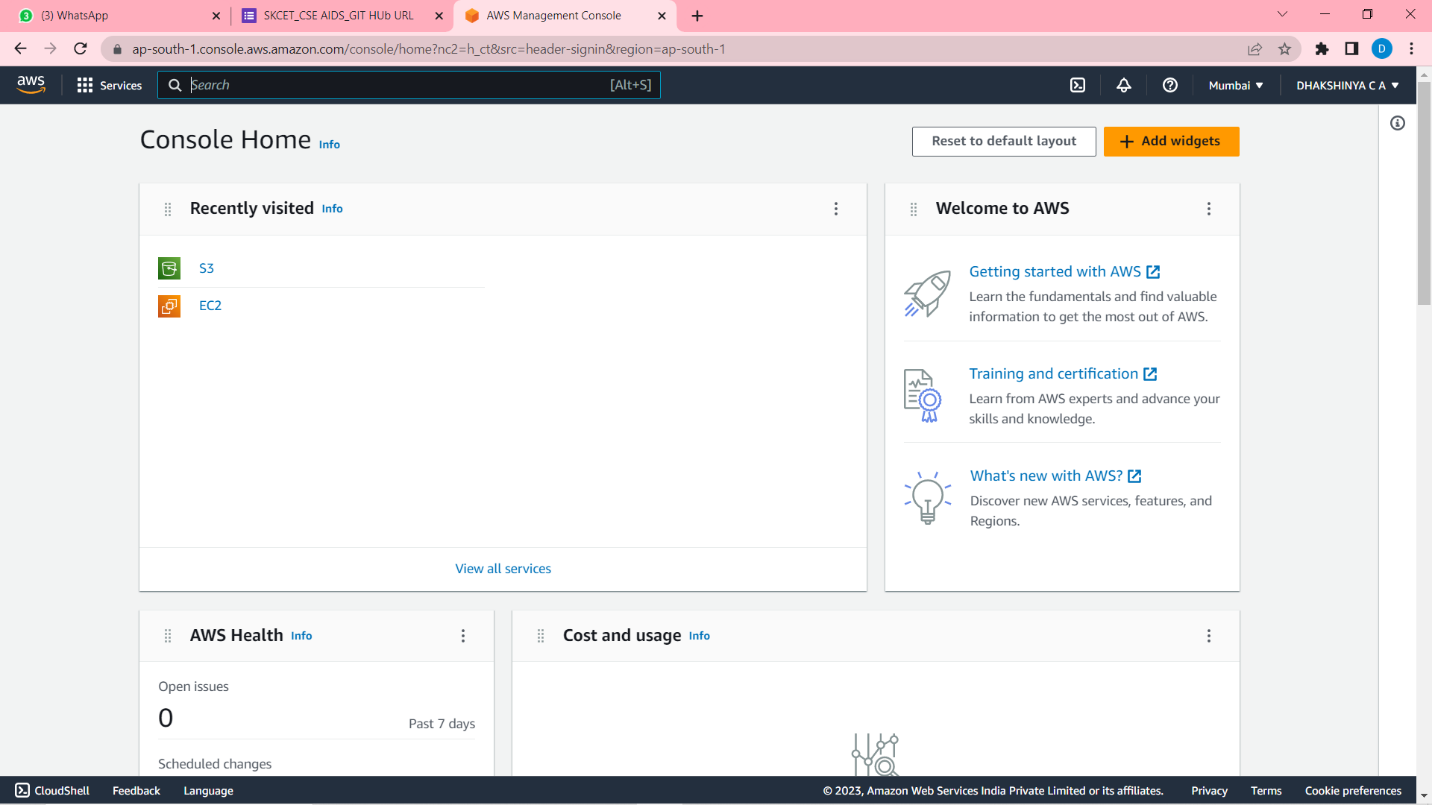 3 (3) WhatsApp
SKCET_CSE AIDS_GIT HUb URL
AWS Management Console
ap-south-1.console.aws.amazon.com/console/home?nc2=h_ct&src=header-signin&region=ap-south-1
D
aws
Services
Search
[Alt+S]
Mumbai
DHAKSHINYA C A
Console Home Info
Reset to default layout
Add widgets
Recently visited Info
S3
EC2
View all services
Welcome to AWS
Getting started with AWS
Learn the fundamentals and find valuable
information to get the most out of AWS.
Training and certification
Learn from AWS experts and advance your
skills and knowledge.
What's new with AWS?
Discover new AWS services, features, and
Regions.
AWS Health Info
Open issues
0
Past 7 days
Scheduled changes
Cost and usage Info
CloudShell
Feedback
Language
© 2023, Amazon Web Services India Private Limited or its affiliates.
Privacy
Terms
Cookie preferences